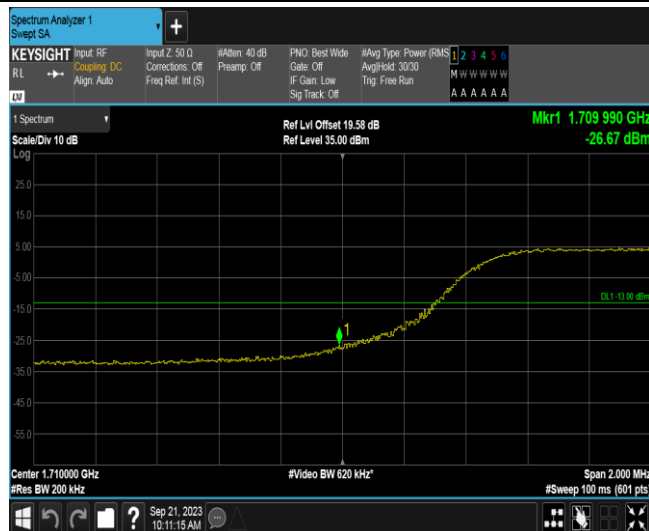 Spectrum Analyzer 1
Swept SA
+
KEYSIGHT
RL
LXI
Input: RF
Coupling: DC
Align: Auto
Input Z: 50 Ω
Corrections: Off
Freq Ref: Int (S)
#Atten: 40 dB
Preamp: Off
PNO: Best Wide
Gate: Off
IF Gain: Low
Sig Track: Off
#Avg Type: Power (RMS
Avg|Hold: 30/30
Trig: Free Run
1 2 3 4 5 6
M W W W W W
A A A A A A
1 Spectrum
Scale/Div 10 dB
Log
Ref Lvl Offset 19.58 dB
Ref Level 35.00 dBm
Mkr1 1.709 990 GHz
-26.67 dBm
25.0
15.0
5.00
-5.00
-15.0
-25.0
-35.0
-45.0
-55.0
DL1 -13.00 dBm
1
Center 1.710000 GHz
#Res BW 200 kHz
#Video BW 620 kHz*
Span 2.000 MHz
#Sweep 100 ms (601 pts)
?
Sep 21, 2023
10:11:15 AM